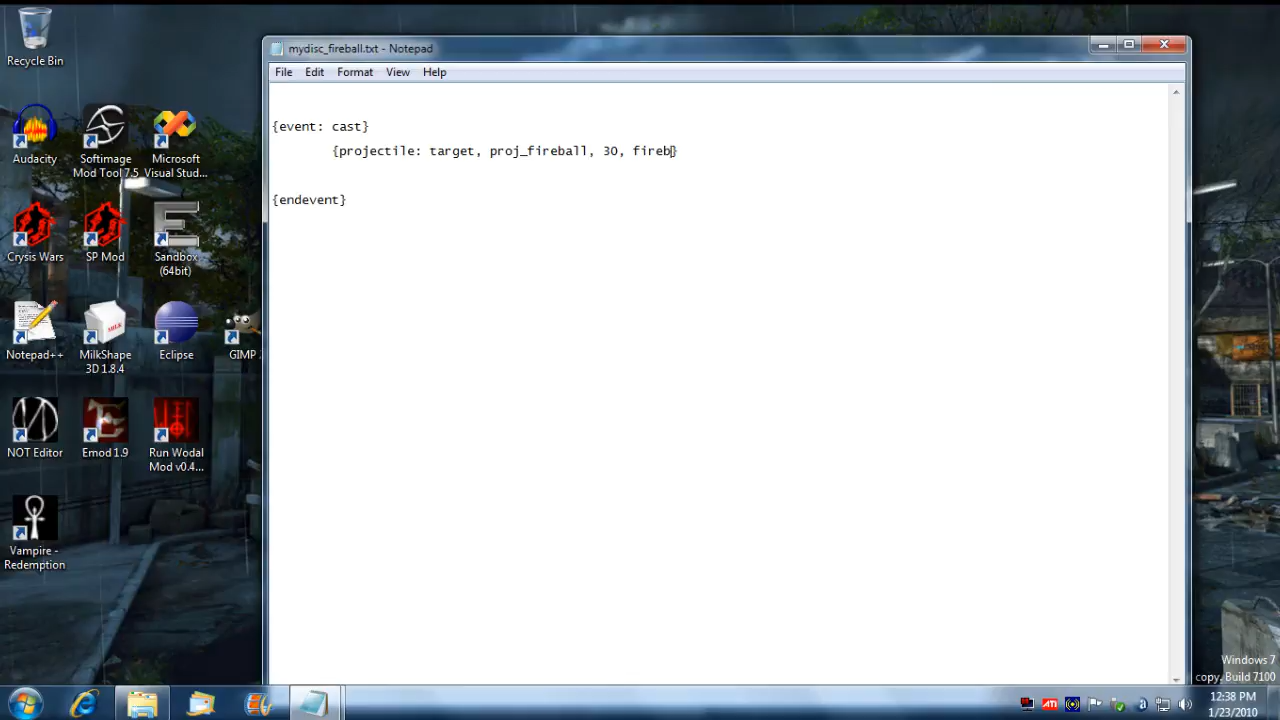 Recycle Bin
mydisc_fireball.txt - Notepad
File Edit Format View Help
{event: cast}
{projectile: target, proj_fireball, 30, fireb}
{endevent}
Audacity
Softimage
Mod Tool 7.5
Microsoft
Visual Stud...
Crysis Wars
SP Mod
Sandbox
(64bit)
Notepad++
MilkShape
3D 1.8.4
MILK
Eclipse
GIMP
NOT Editor
Emod 1.9
Run Wodal
Mod v0.4...
Vampire -
Redemption
Windows 7
copy. Build 7100
ATI
12:38 PM
1/23/2010